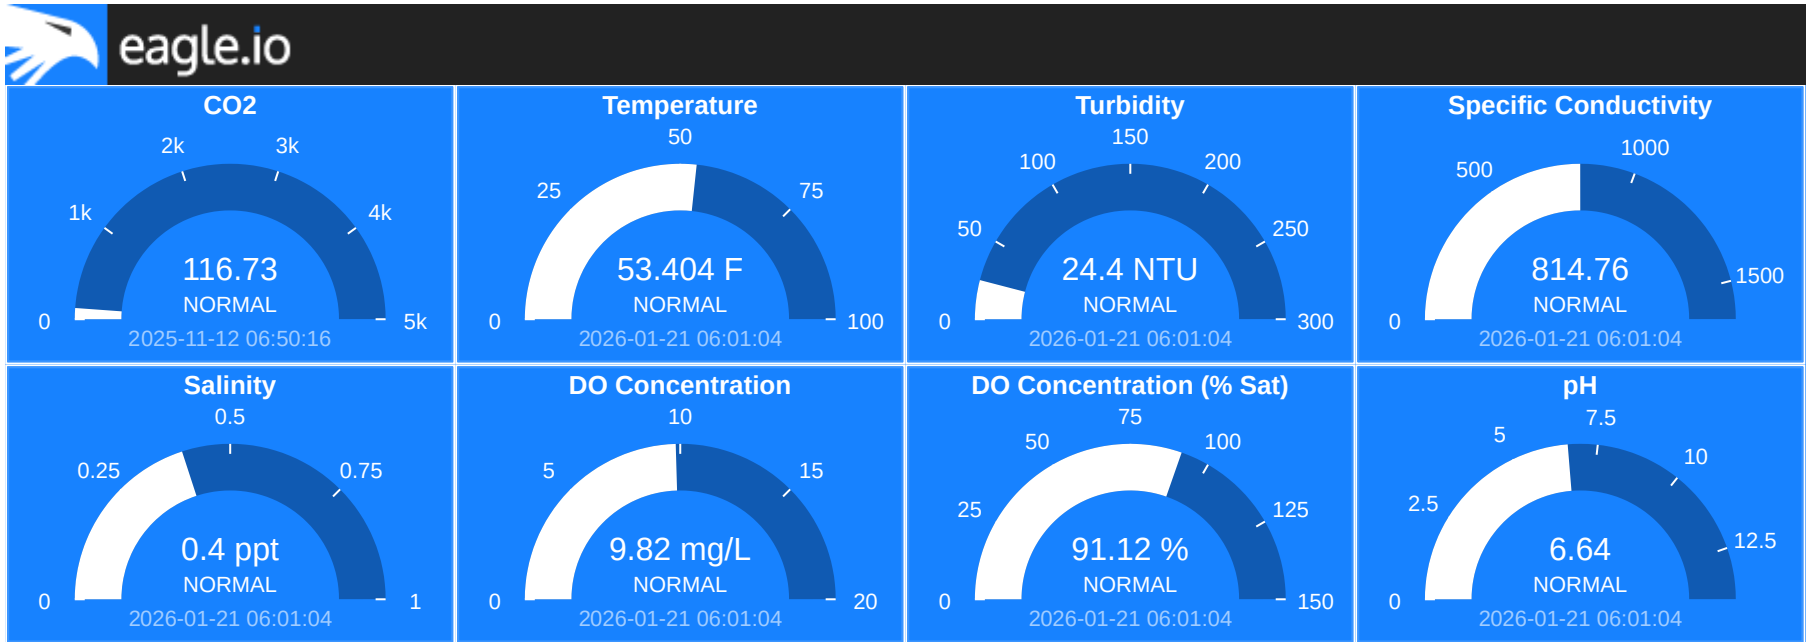 eagle.io
CO2
0
1k
2k
3k
4k
5k
116.73
NORMAL
2025-11-12 06:50:16
Temperature
0
25
50
75
100
53.404 F
NORMAL
2026-01-21 06:01:04
Turbidity
0
50
100
150
200
250
300
24.4 NTU
NORMAL
2026-01-21 06:01:04
Specific Conductivity
0
500
1000
1500
814.76
NORMAL
2026-01-21 06:01:04
Salinity
0
0.25
0.5
0.75
1
0.4 ppt
NORMAL
2026-01-21 06:01:04
DO Concentration
0
5
10
15
20
9.82 mg/L
NORMAL
2026-01-21 06:01:04
DO Concentration (% Sat)
0
25
50
75
100
125
150
91.12 %
NORMAL
2026-01-21 06:01:04
pH
0
2.5
5
7.5
10
12.5
6.64
NORMAL
2026-01-21 06:01:04